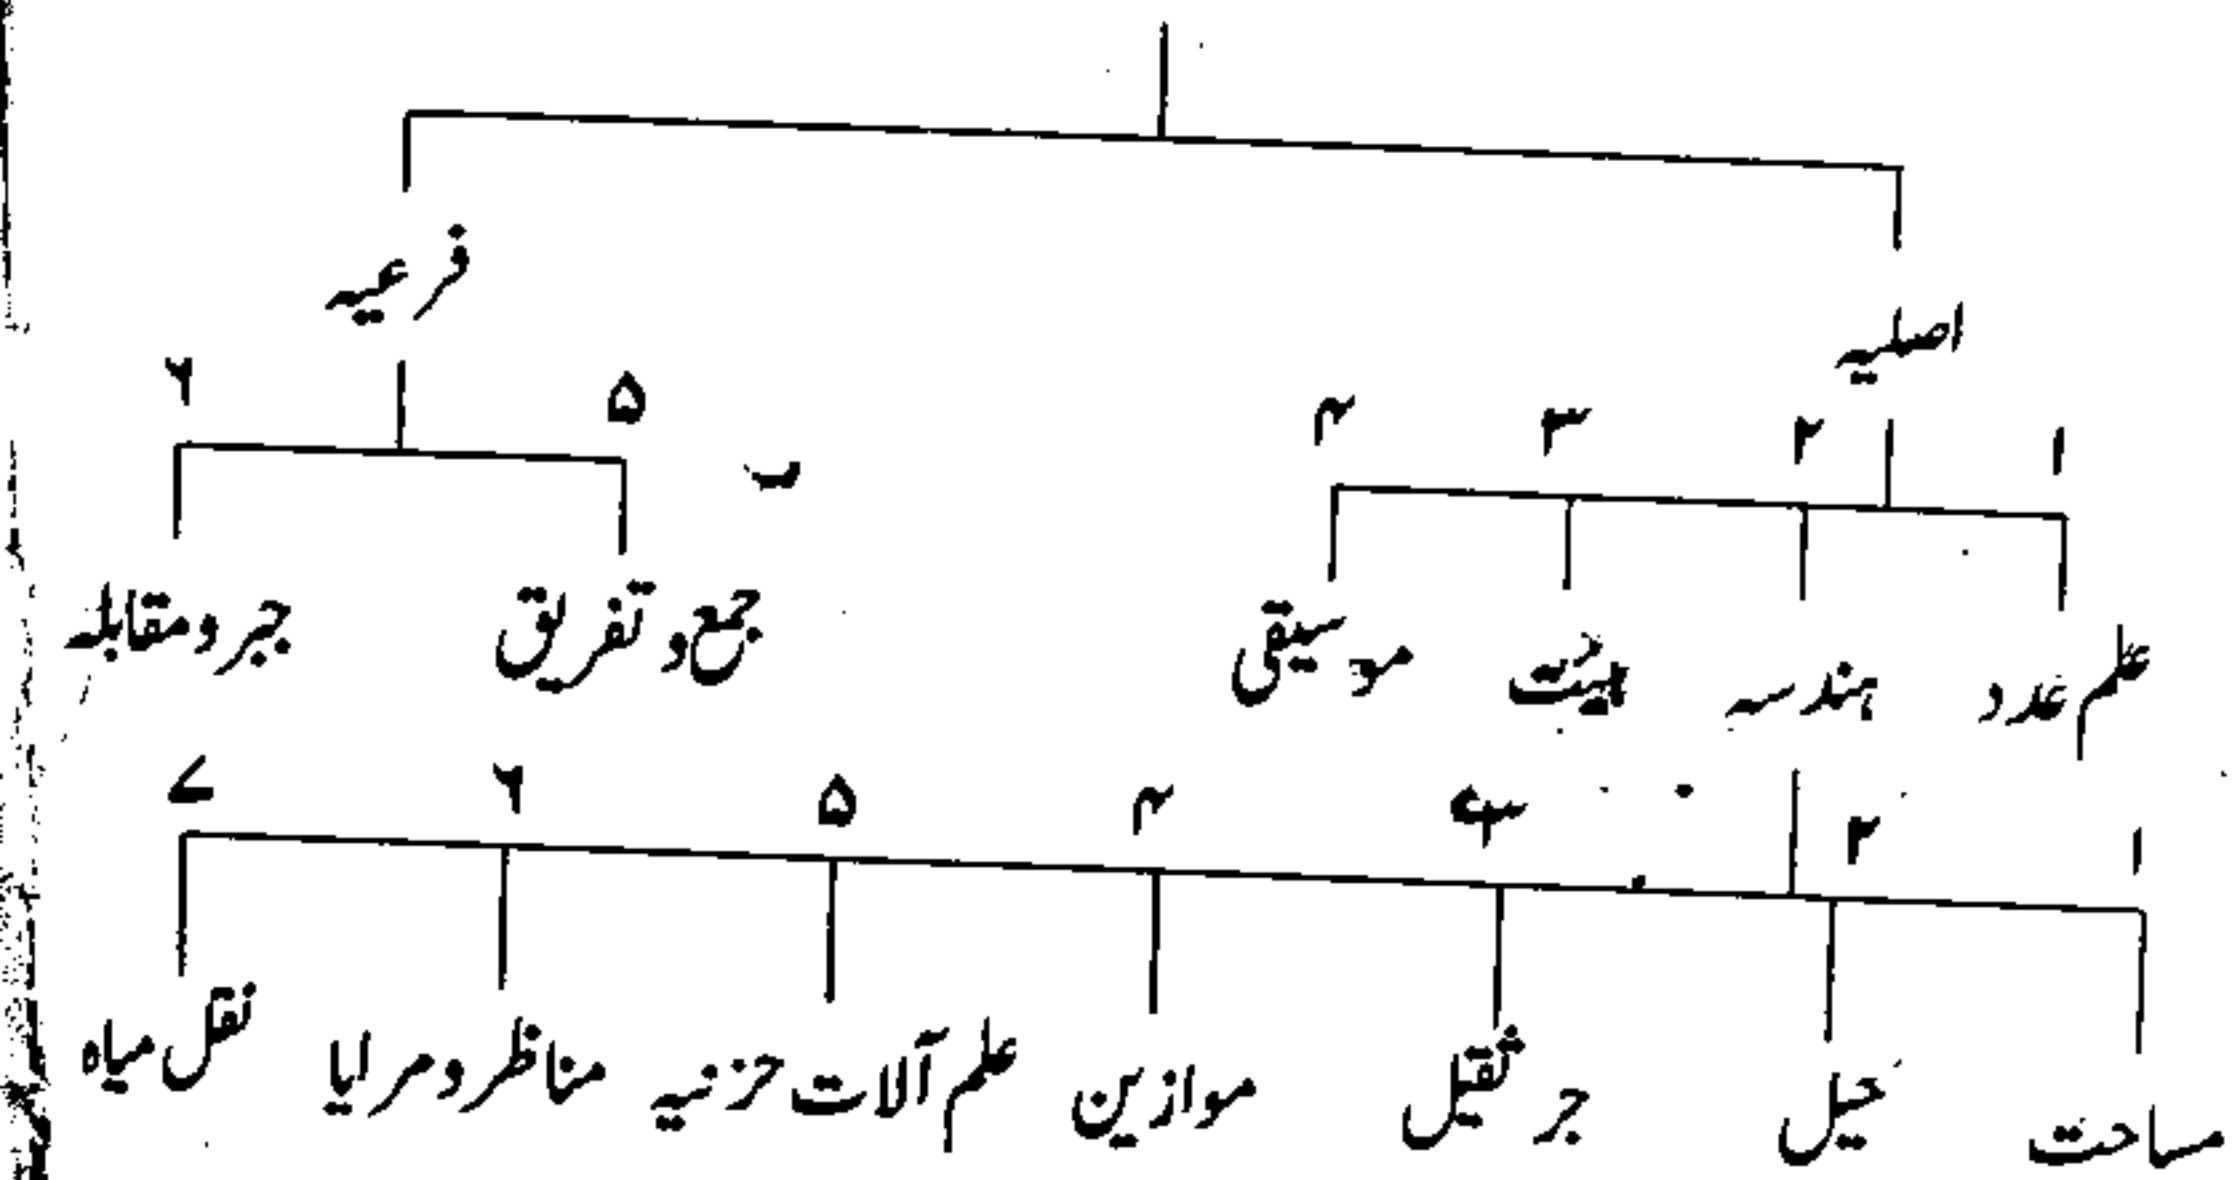 فرعیہ
اصلیہ
۱ ۲ ۳ ۴ ۵ ۶
علم عدد ہندسہ ہیئت موسیقی جمع و تفریق جبر و مقابلہ
۱ ۲ ۳ ۴ ۵ ۶ ۷
مساحت حیل جر ثقیل موازین علم آلات حزنیہ مناظر و مرایا نقل میاہ